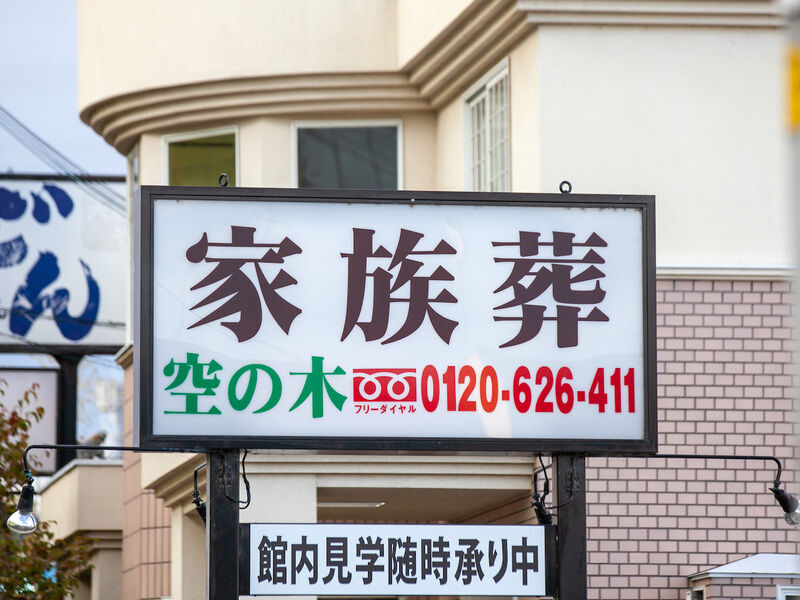 家族葬
空の木 フリーダイヤル 0120-626-411
館内見学随時承り中